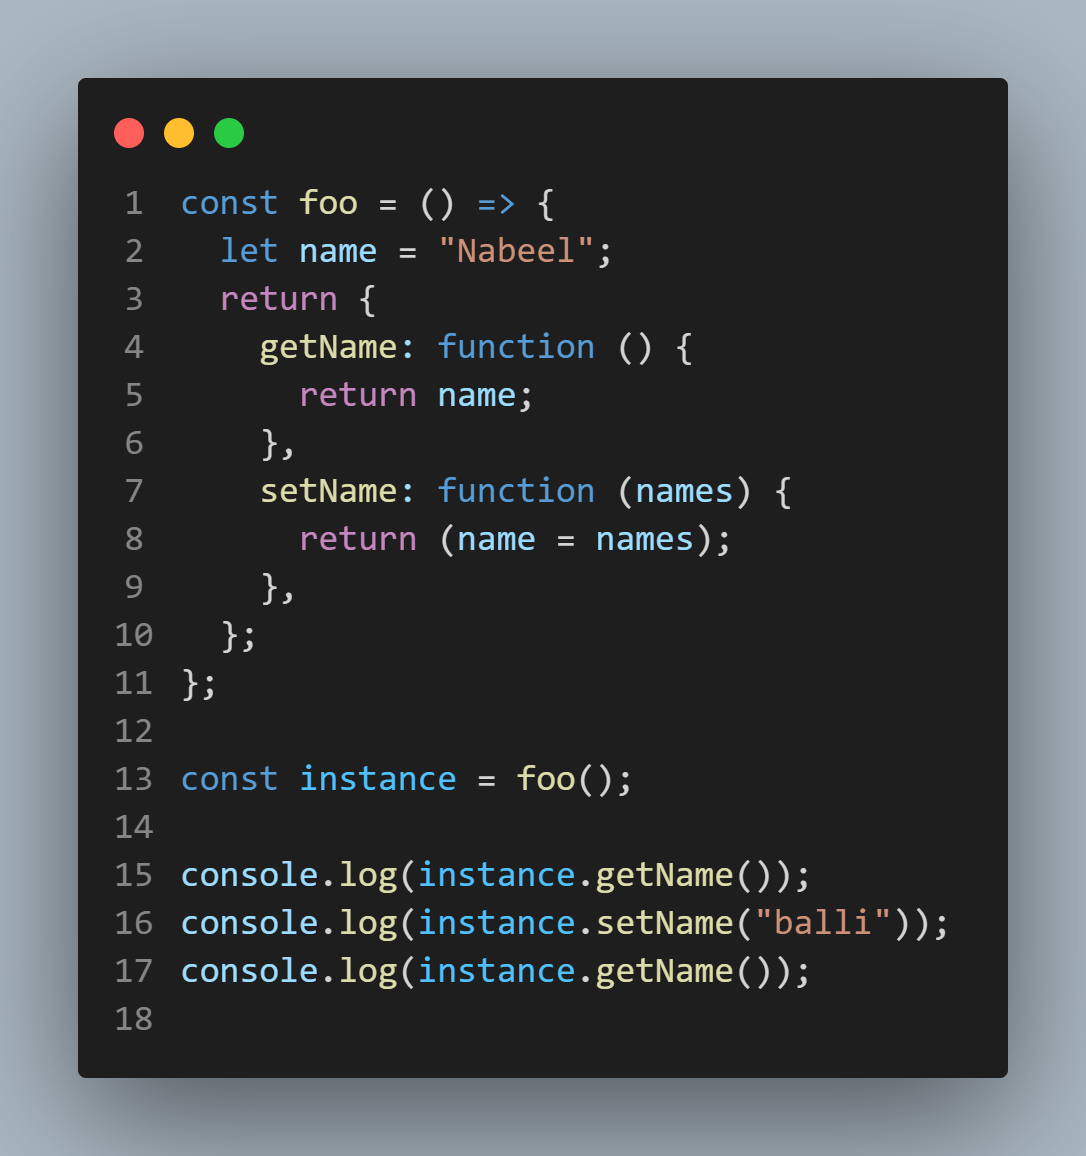 1 const foo = () => {
2   let name = "Nabeel";
3   return {
4     getName: function () {
5       return name;
6     },
7     setName: function (names) {
8       return (name = names);
9     },
10   };
11 };
12
13 const instance = foo();
14
15 console.log(instance.getName());
16 console.log(instance.setName("balli"));
17 console.log(instance.getName());
18